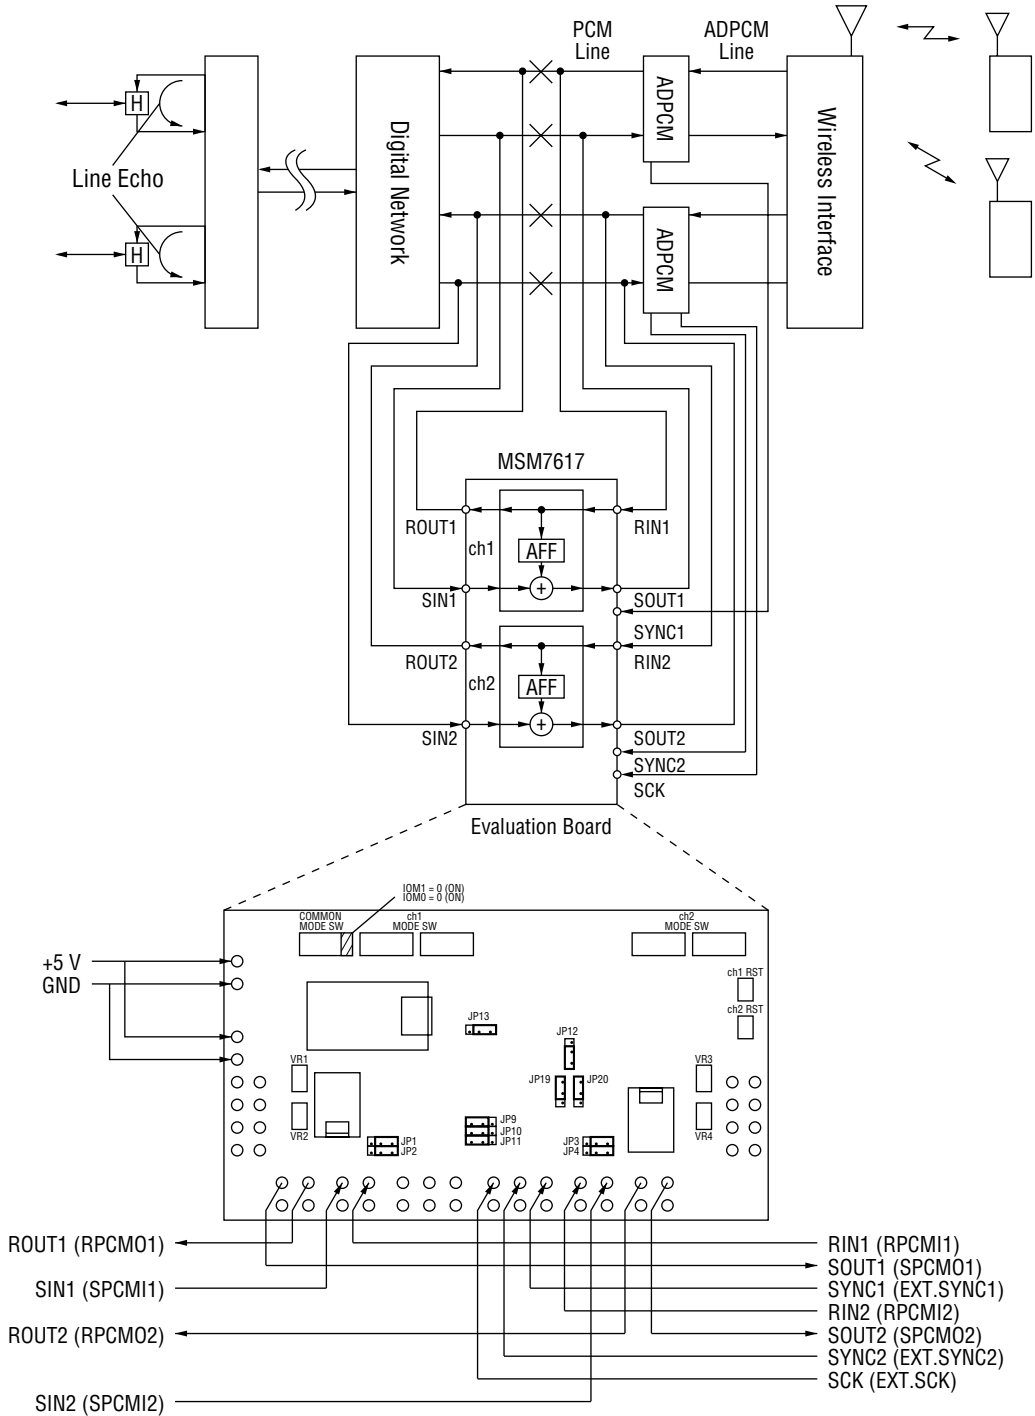 PCM
Line
ADPCM
Line
H
Line Echo
H
Digital Network
ADPCM
ADPCM
Wireless Interface
MSM7617
ROUT1
RIN1
ch1
AFF
SIN1
+
SOUT1
SYNC1
ROUT2
RIN2
ch2
AFF
SIN2
+
SOUT2
SYNC2
SCK
Evaluation Board
IOM1 = 0 (ON)
IOM0 = 0 (ON)
COMMON
MODE SW
ch1
MODE SW
ch2
MODE SW
+5 V
GND
ch1 RST
ch2 RST
JP13
JP12
VR1
VR3
JP19
JP20
VR2
VR4
JP9
JP10
JP11
JP1
JP2
JP3
JP4
ROUT1 (RPCMO1)
RIN1 (RPCMI1)
SOUT1 (SPCMO1)
SIN1 (SPCMI1)
SYNC1 (EXT.SYNC1)
RIN2 (RPCMI2)
ROUT2 (RPCMO2)
SOUT2 (SPCMO2)
SYNC2 (EXT.SYNC2)
SCK (EXT.SCK)
SIN2 (SPCMI2)